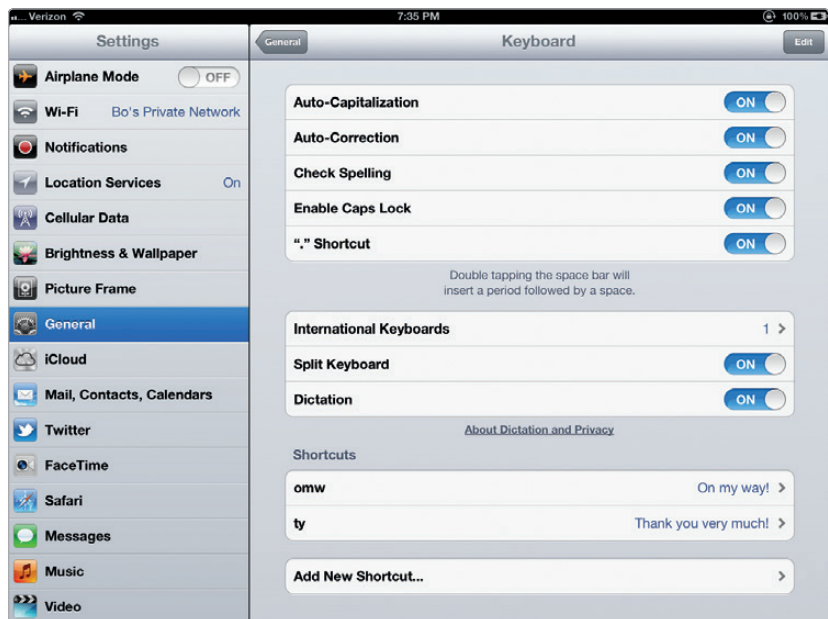 ... Verizon 7:35 PM 100%
Settings
General Keyboard Edit
Airplane Mode OFF
Wi-Fi Bo's Private Network
Notifications
Location Services On
Cellular Data
Brightness & Wallpaper
Picture Frame
General
iCloud
Mail, Contacts, Calendars
Twitter
FaceTime
Safari
Messages
Music
Video
Auto-Capitalization ON
Auto-Correction ON
Check Spelling ON
Enable Caps Lock ON
“.” Shortcut ON
Double tapping the space bar will
insert a period followed by a space.
International Keyboards 1
Split Keyboard ON
Dictation ON
About Dictation and Privacy
Shortcuts
omw On my way!
ty Thank you very much!
Add New Shortcut...